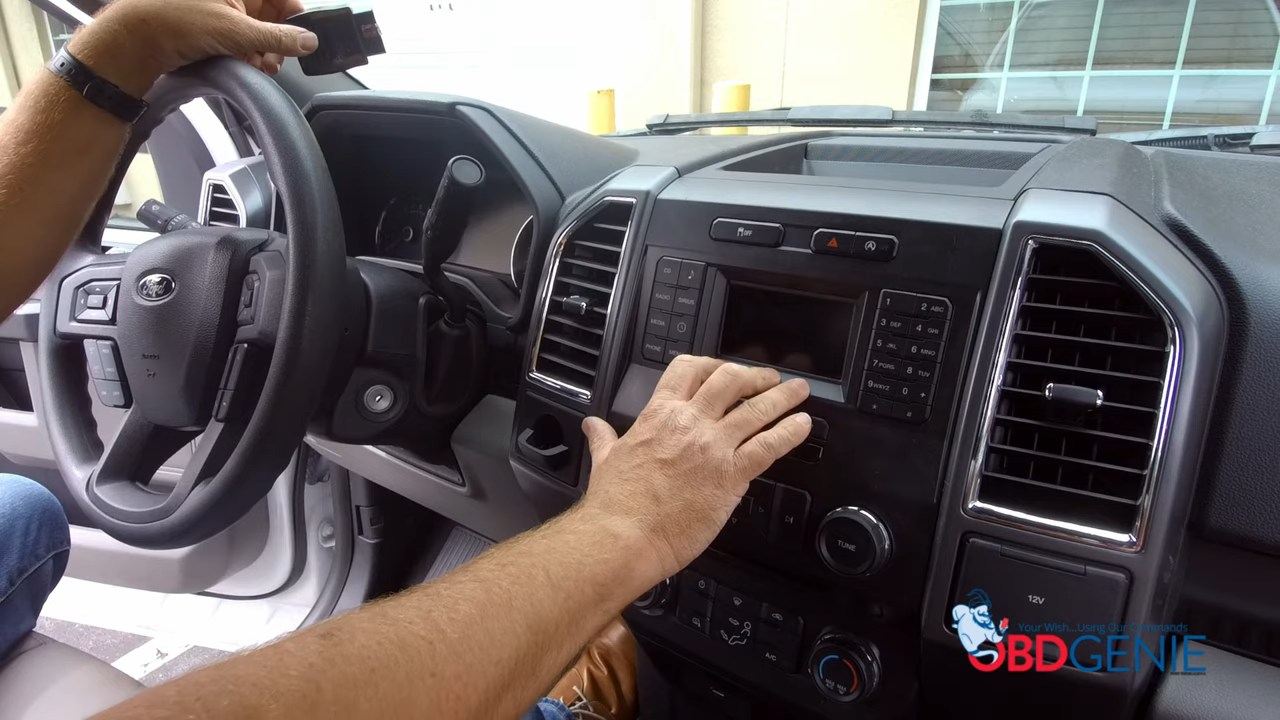 Ford
OFF
CD
RADIO
SIRIUS
MEDIA
PHONE
1
2 ABC
3 DEF
4 GHI
5 JKL
6 MNO
7 PQRS
8 TUV
9 WXYZ
0
+
*
#
TUNE
A/C
12V
Your Wish...Using Our Commands
OBDGENIE